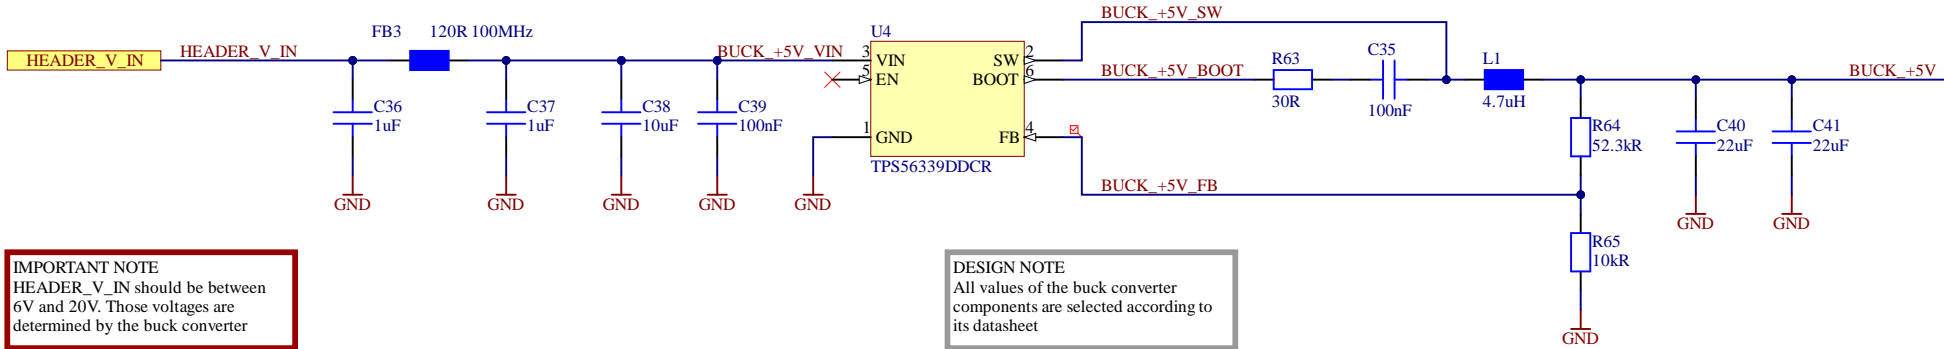 HEADER_V_IN
HEADER_V_IN
FB3
120R 100MHz
C36
1uF
GND
C37
1uF
GND
C38
10uF
GND
C39
100nF
GND
BUCK_+5V_VIN
U4
3
VIN
5
EN
1
GND
SW
2
BOOT
6
FB
4
TPS56339DDCR
GND
BUCK_+5V_SW
BUCK_+5V_BOOT
R63
30R
C35
100nF
L1
4.7uH
BUCK_+5V
BUCK_+5V_FB
R64
52.3kR
R65
10kR
GND
C40
22uF
GND
C41
22uF
GND
IMPORTANT NOTE
HEADER_V_IN should be between
6V and 20V. Those voltages are
determined by the buck converter
DESIGN NOTE
All values of the buck converter
components are selected according to
its datasheet